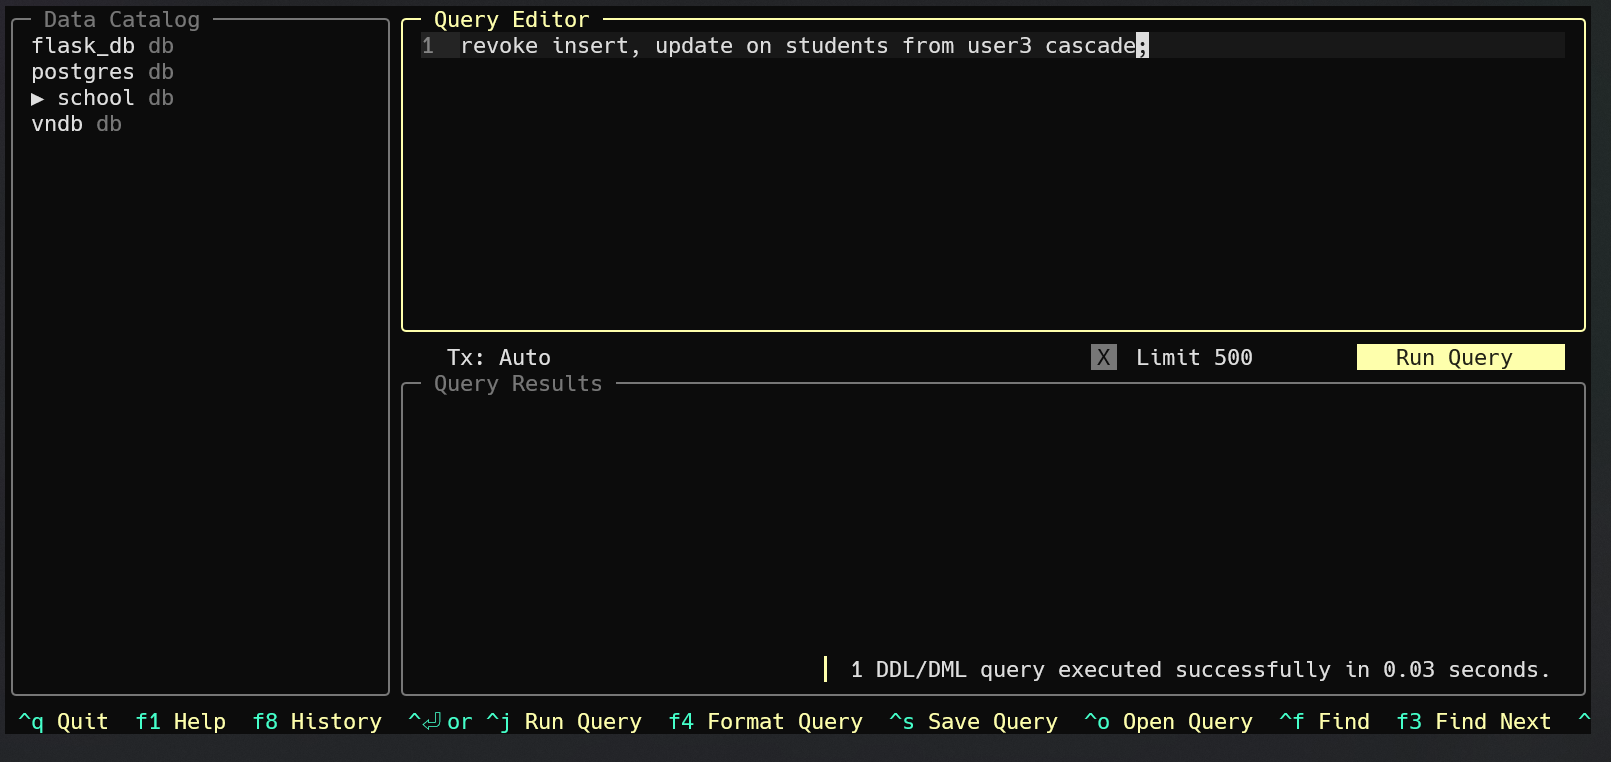 Data Catalog
flask_db db
postgres db
▶ school db
vndb db
Query Editor
1 revoke insert, update on students from user3 cascade;
Tx: Auto
X Limit 500
Run Query
Query Results
1 DDL/DML query executed successfully in 0.03 seconds.
^q Quit f1 Help f8 History ^⏎ or ^j Run Query f4 Format Query ^s Save Query ^o Open Query ^f Find f3 Find Next ^